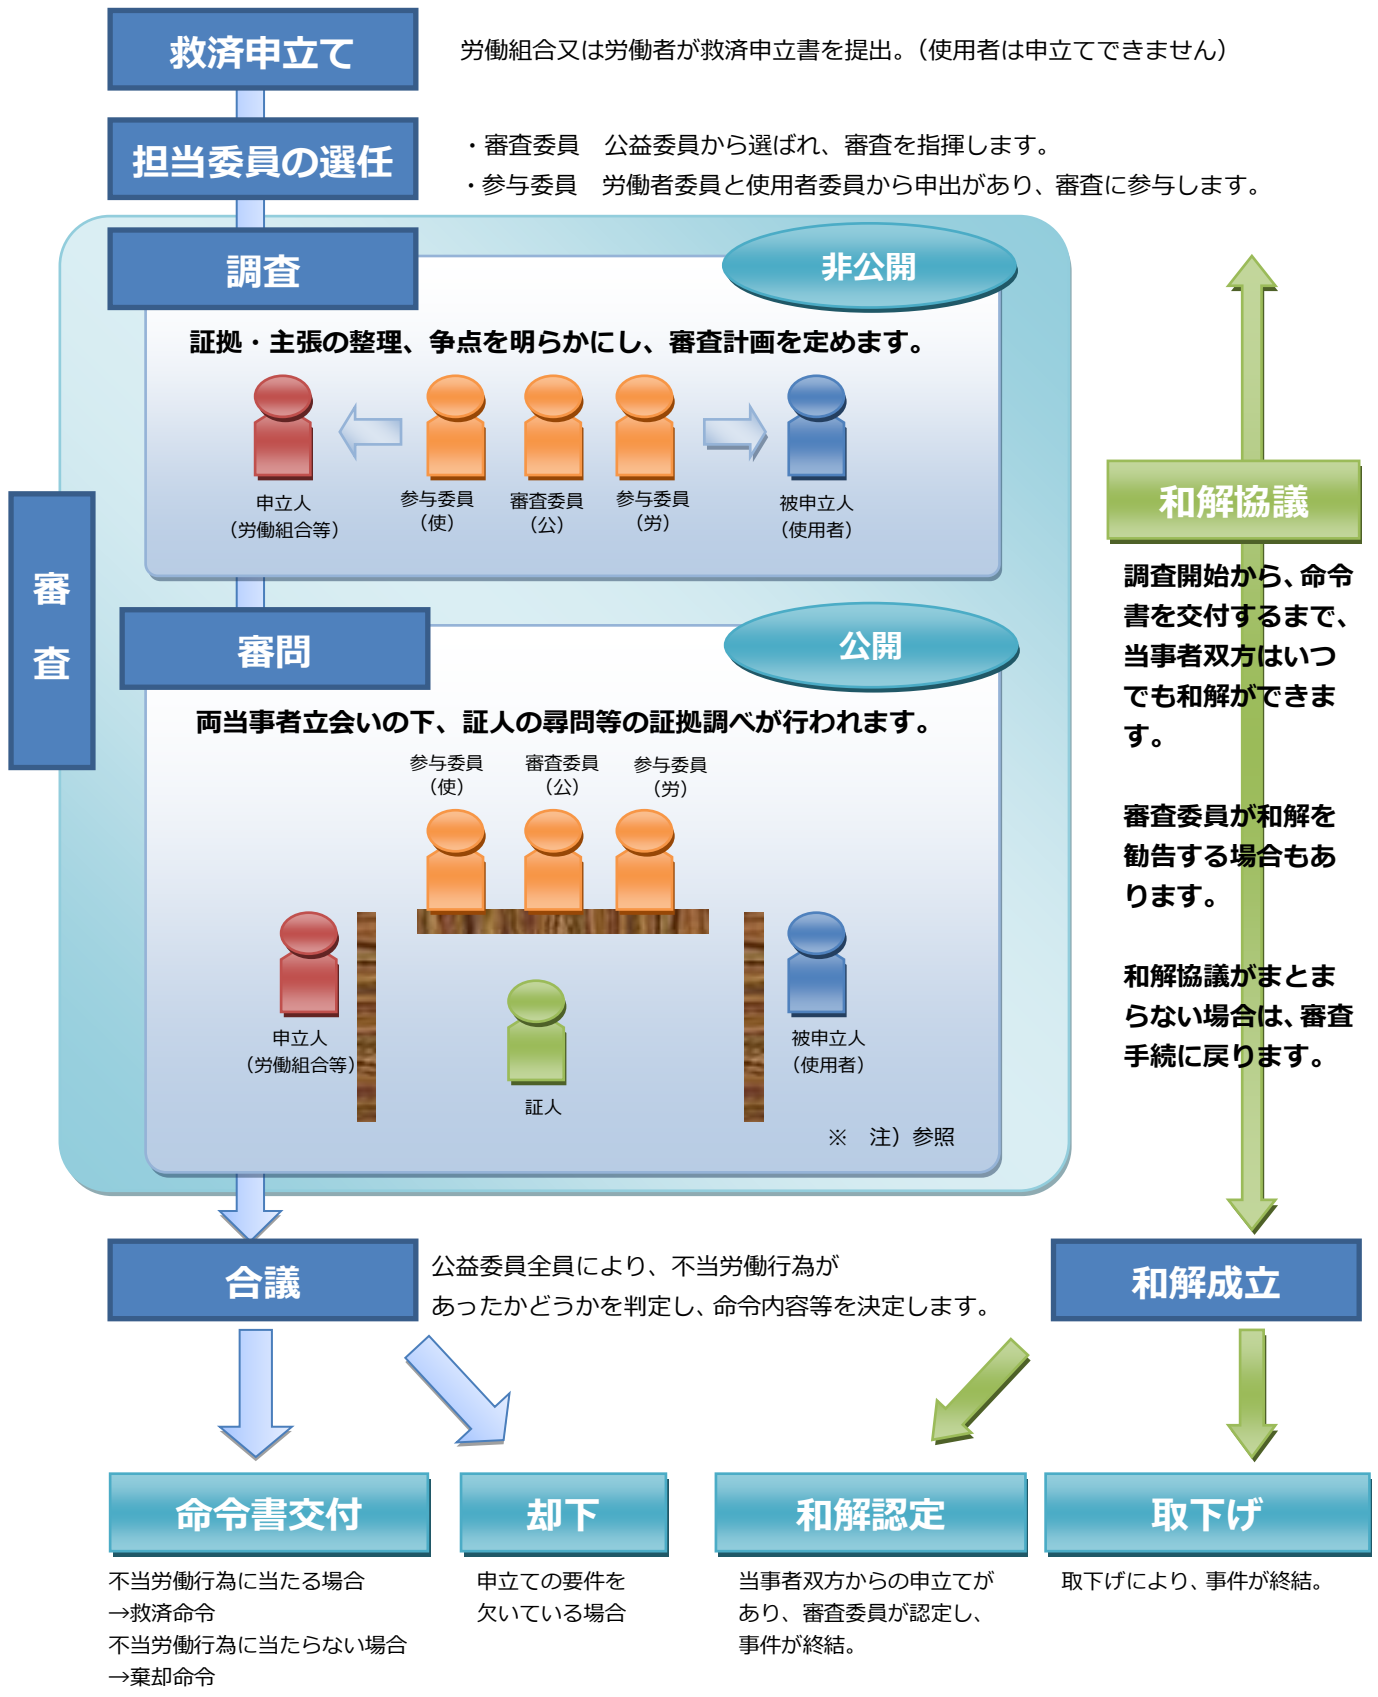 救済申立て
労働組合又は労働者が救済申立書を提出。（使用者は申立てできません）
担当委員の選任
・審査委員　公益委員から選ばれ、審査を指揮します。
・参与委員　労働者委員と使用者委員から申出があり、審査に参与します。
審査
調査
非公開
証拠・主張の整理、争点を明らかにし、審査計画を定めます。
申立人
（労働組合等）
参与委員
（使）
審査委員
（公）
参与委員
（労）
被申立人
（使用者）
審問
公開
両当事者立会いの下、証人の尋問等の証拠調べが行われます。
参与委員
（使）
審査委員
（公）
参与委員
（労）
申立人
（労働組合等）
証人
被申立人
（使用者）
※　注）参照
和解協議
調査開始から、命令
書を交付するまで、
当事者双方はいつ
でも和解ができま
す。
審査委員が和解を
勧告する場合もあ
ります。
和解協議がまとま
らない場合は、審査
手続に戻ります。
合議
公益委員全員により、不当労働行為が
あったかどうかを判定し、命令内容等を決定します。
和解成立
命令書交付
不当労働行為に当たる場合
→救済命令
不当労働行為に当たらない場合
→棄却命令
却下
申立ての要件を
欠いている場合
和解認定
当事者双方からの申立てが
あり、審査委員が認定し、
事件が終結。
取下げ
取下げにより、事件が終結。